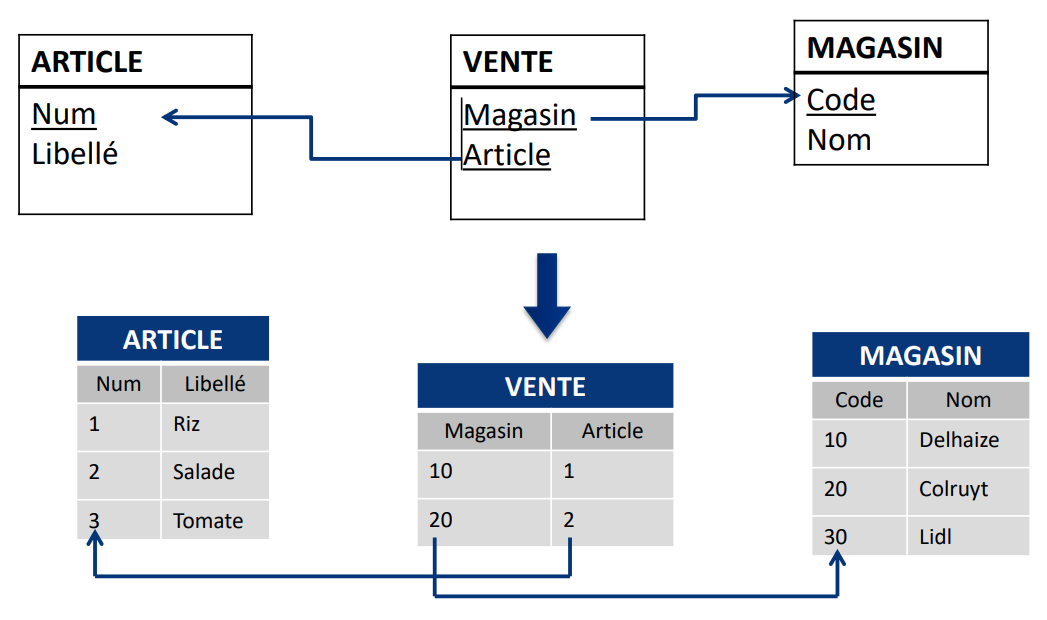 ARTICLE
Num
Libellé
VENTE
Magasin
Article
MAGASIN
Code
Nom
ARTICLE
Num Libellé
1 Riz
2 Salade
3 Tomate
VENTE
Magasin Article
10 1
20 2
MAGASIN
Code Nom
10 Delhaize
20 Colruyt
30 Lidl